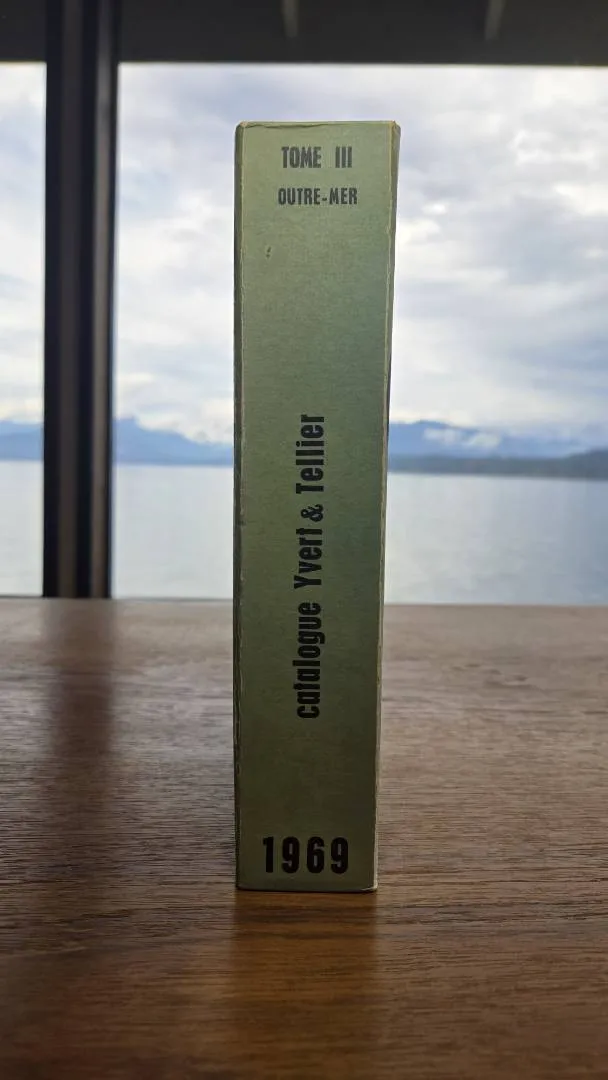 TOME III
OUTRE-MER
catalogue Yvert & Tellier
1969